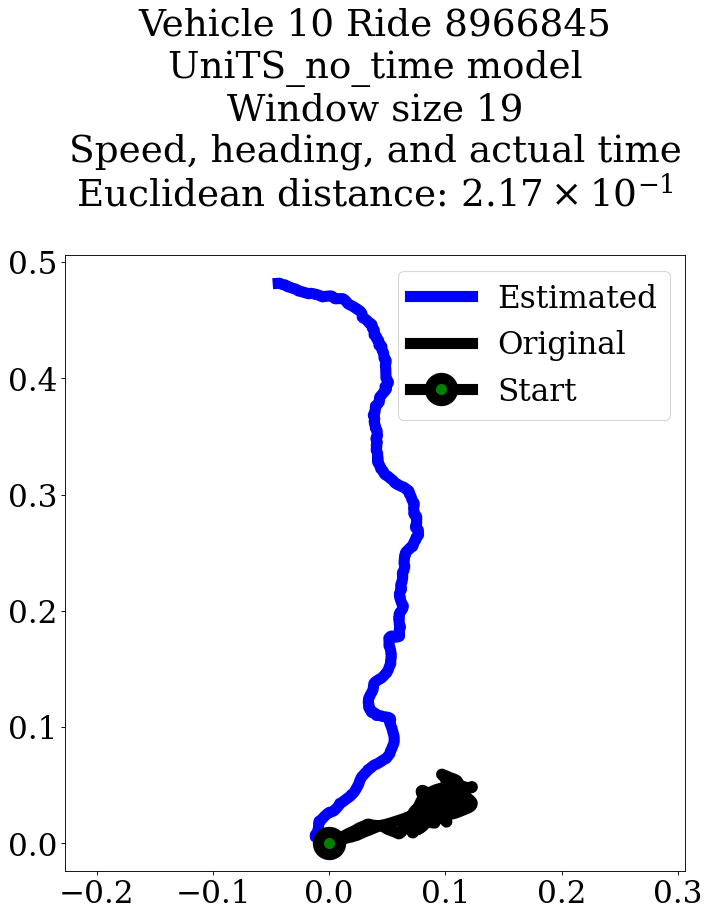 Vehicle 10 Ride 8966845
UniTS_no_time model
Window size 19
Speed, heading, and actual time
Euclidean distance: 2.17 × 10⁻¹
0.5
0.4
0.3
0.2
0.1
0.0
Estimated
Original
Start
−0.2 −0.1 0.0 0.1 0.2 0.3